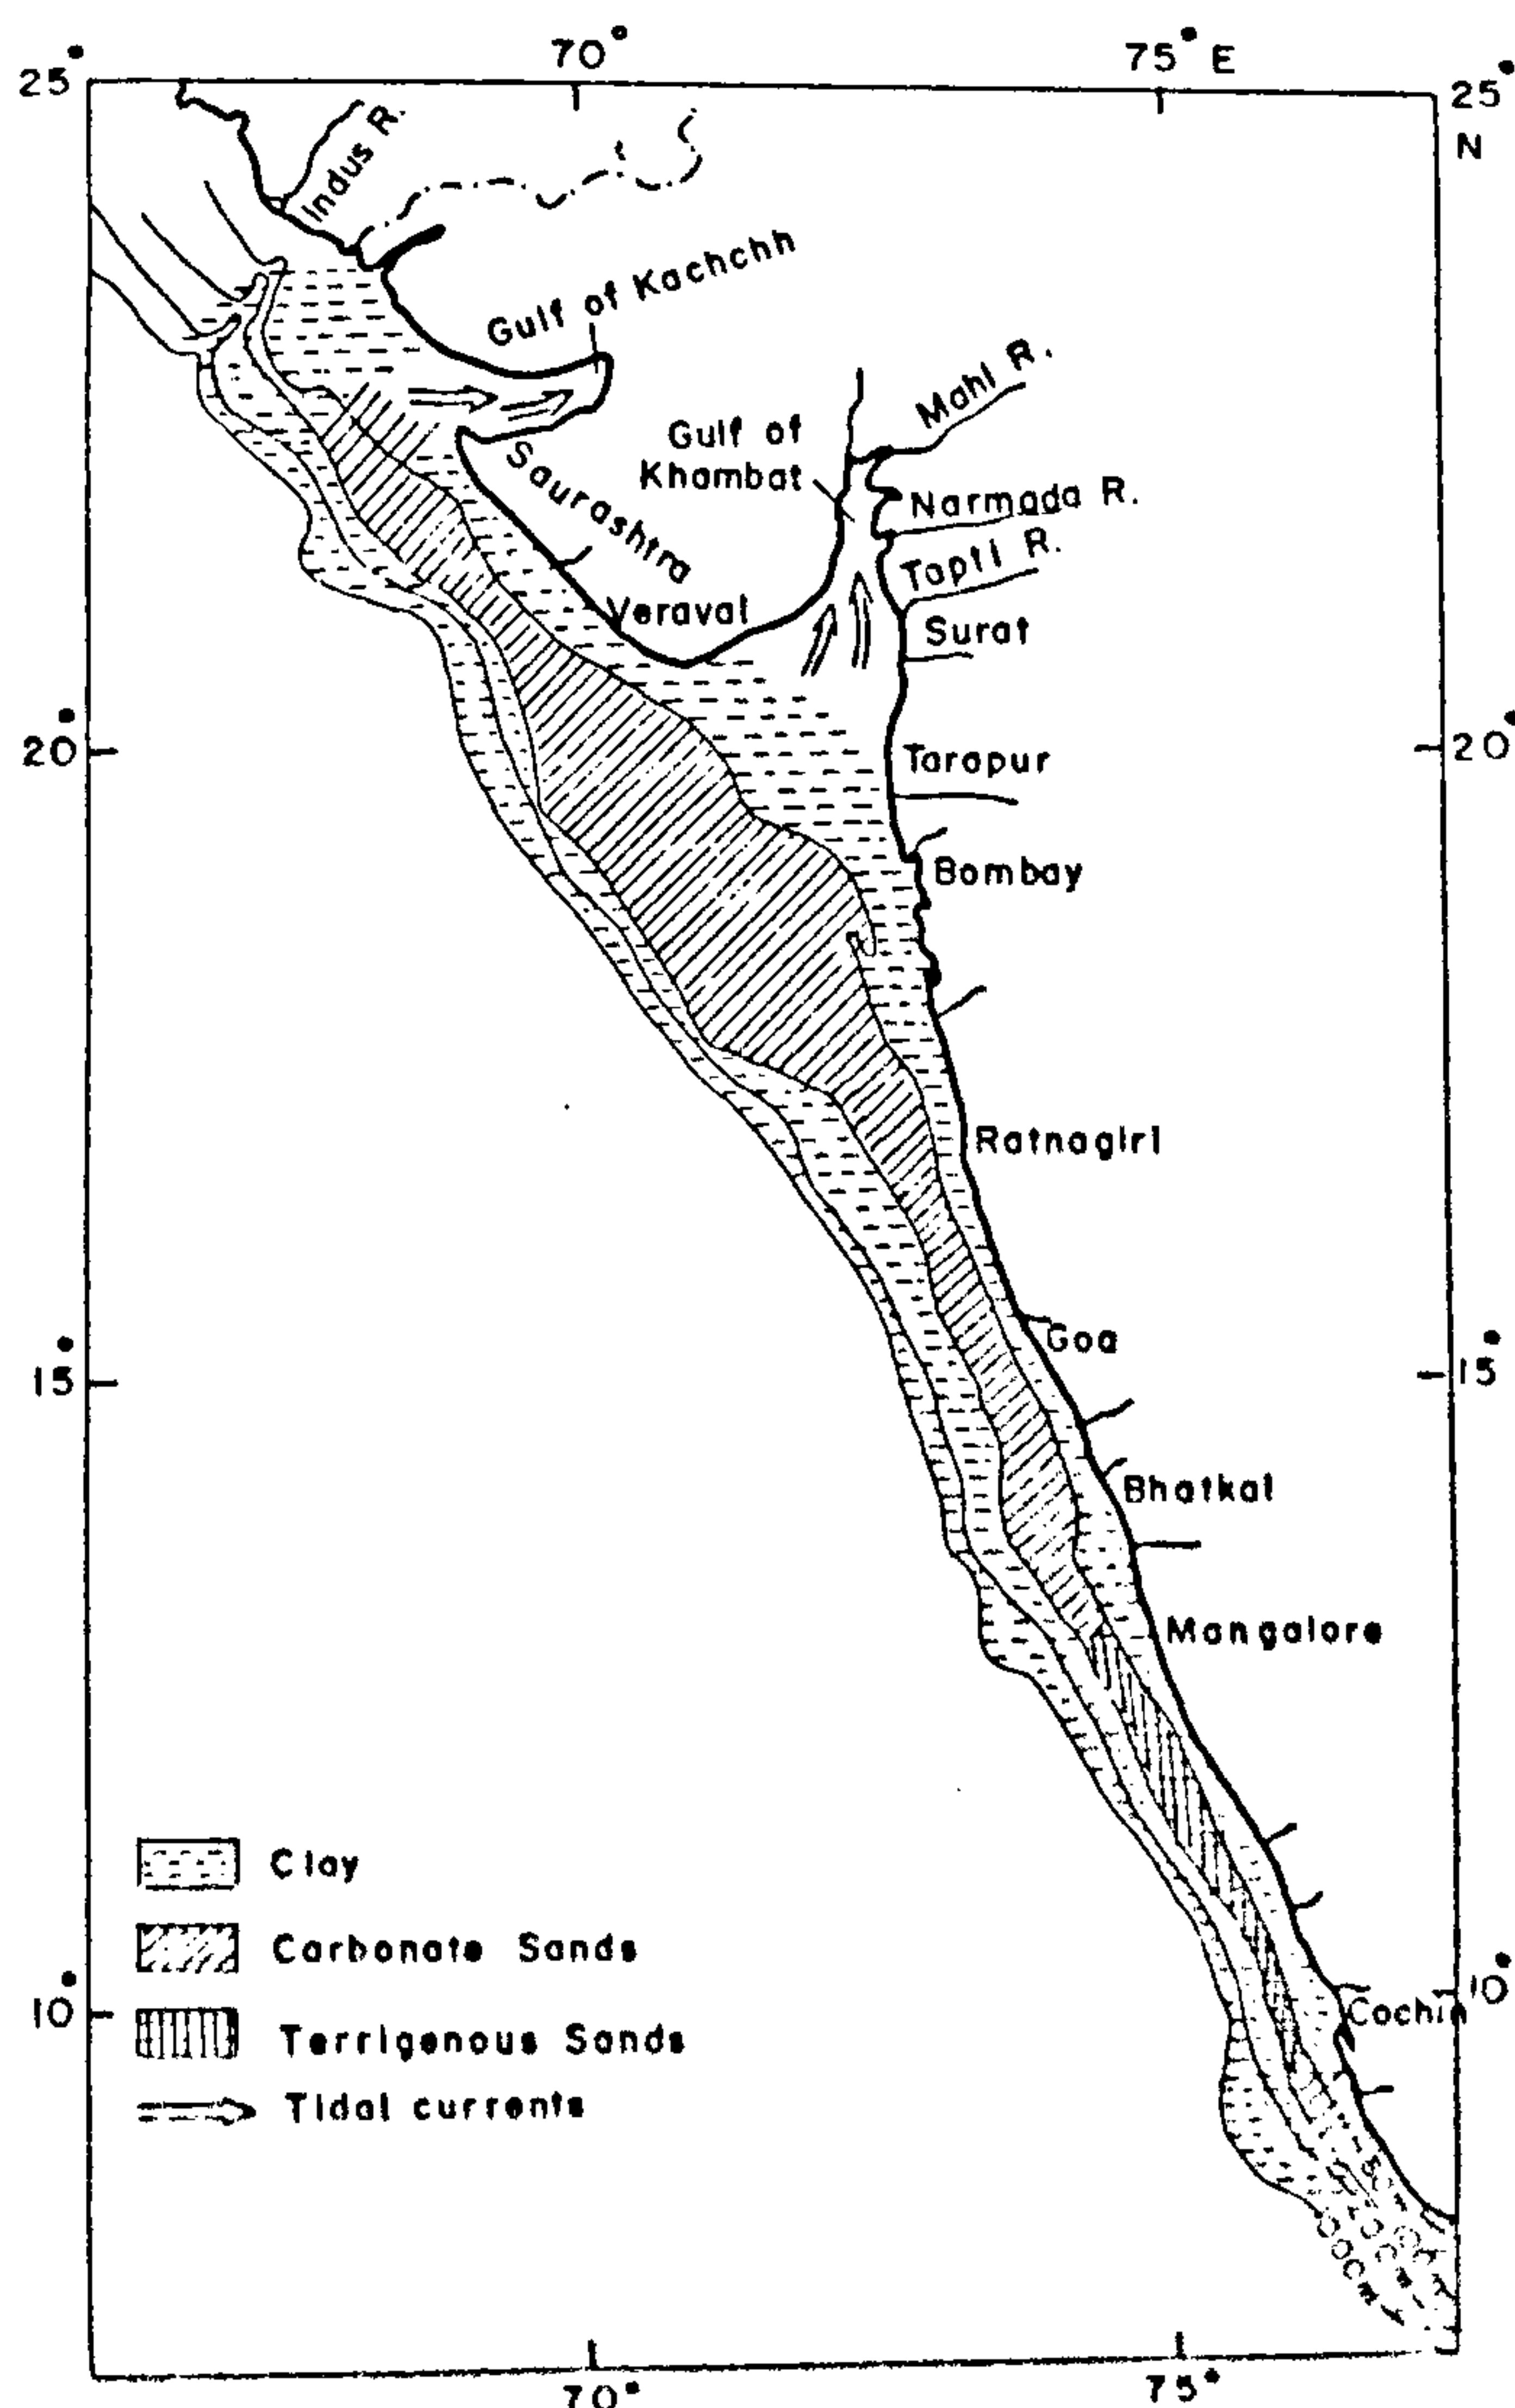 70°
75° E
25°
25°
N
Indus R.
Gulf of Kachchh
Mahi R.
Gulf of
Khambat
Saurashtra
Narmada R.
Tapti R.
Veraval
Surat
20°
20°
Tarapur
Bombay
Ratnagiri
Goa
15°
15°
Bhatkal
Mangalore
Clay
Carbonate Sands
10°
10°
Cochin
Terrigenous Sands
Tidal currents
70°
75°